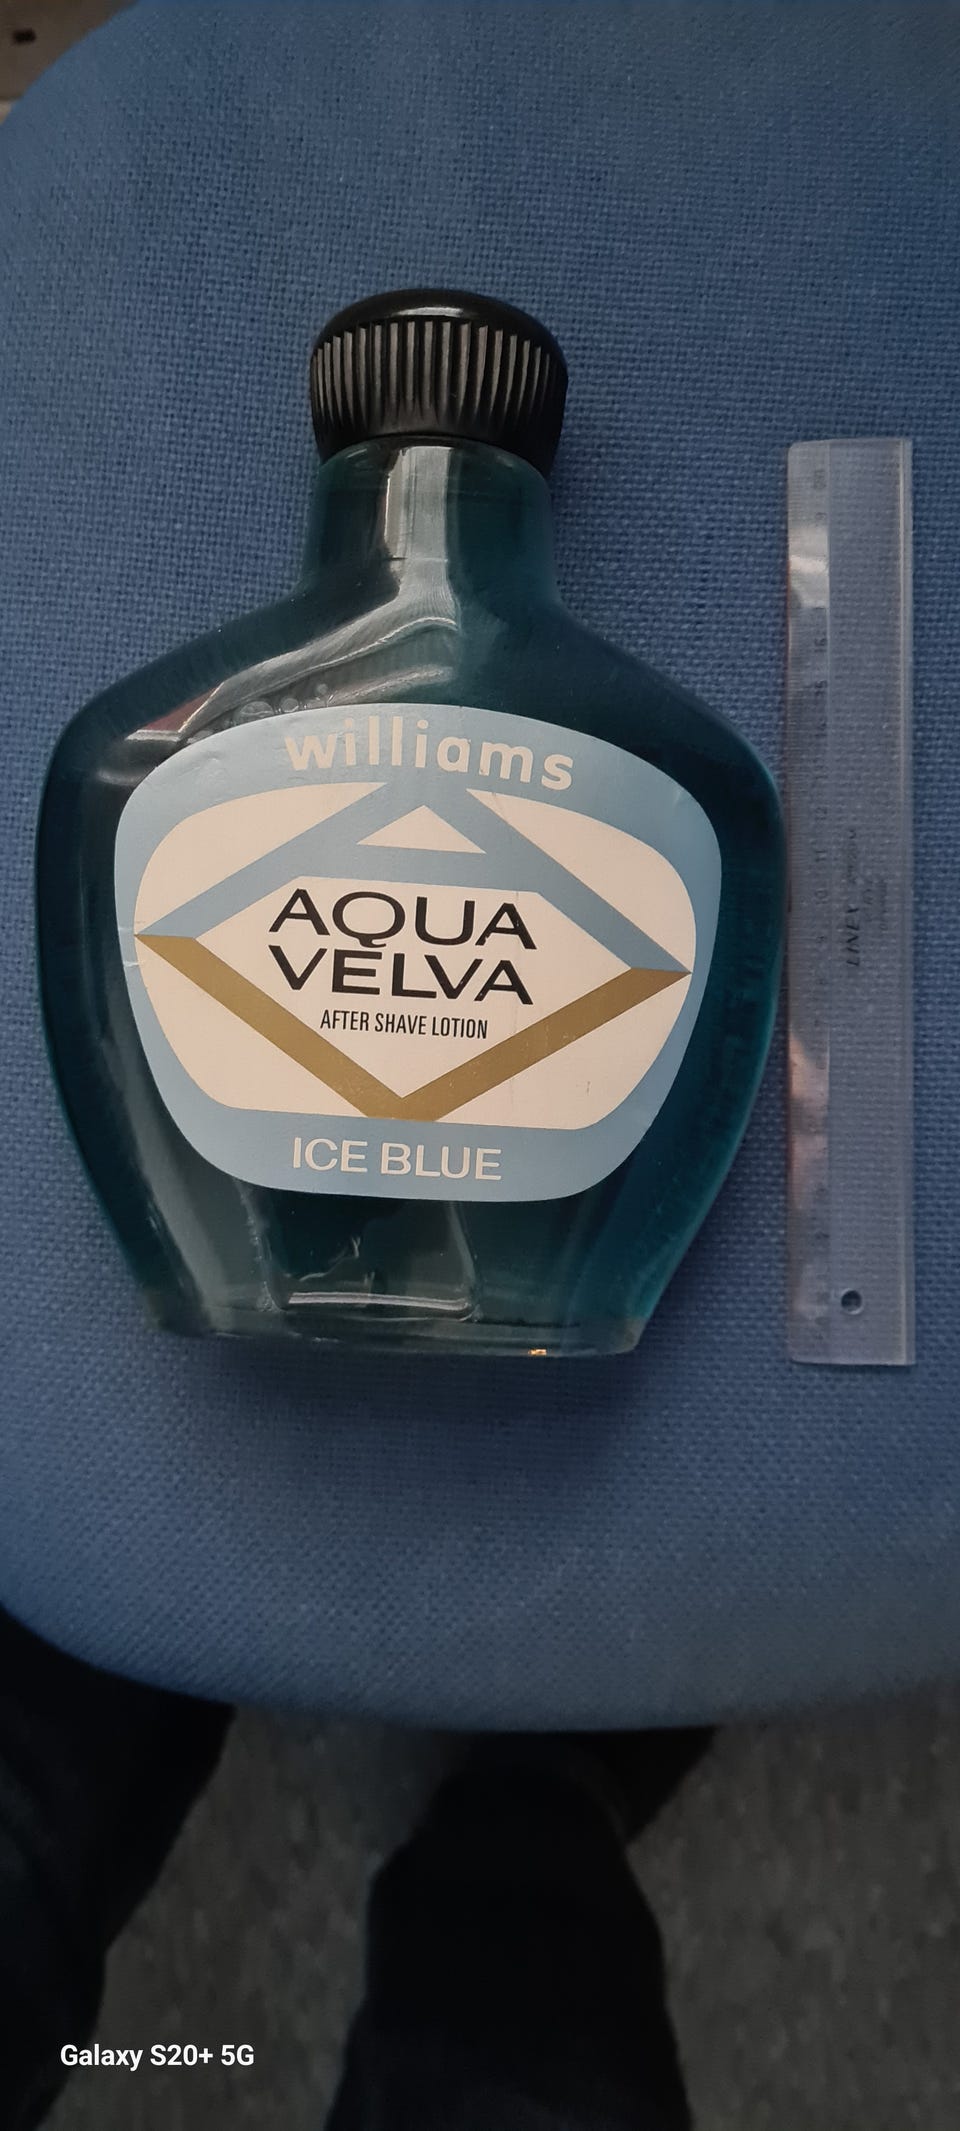 williams
AQUA
VELVA
AFTER SHAVE LOTION
ICE BLUE
LINEX
Galaxy S20+ 5G